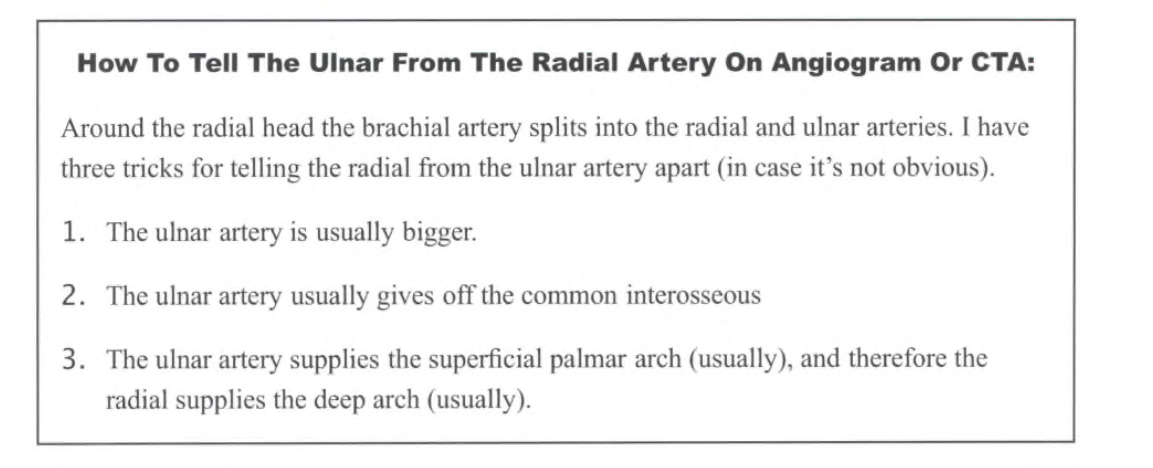 How To Tell The Ulnar From The Radial Artery On Angiogram Or CTA:
Around the radial head the brachial artery splits into the radial and ulnar arteries. I have
three tricks for telling the radial from the ulnar artery apart (in case it's not obvious).
1. The ulnar artery is usually bigger.
2. The ulnar artery usually gives off the common interosseous
3. The ulnar artery supplies the superficial palmar arch (usually), and therefore the
radial supplies the deep arch (usually).